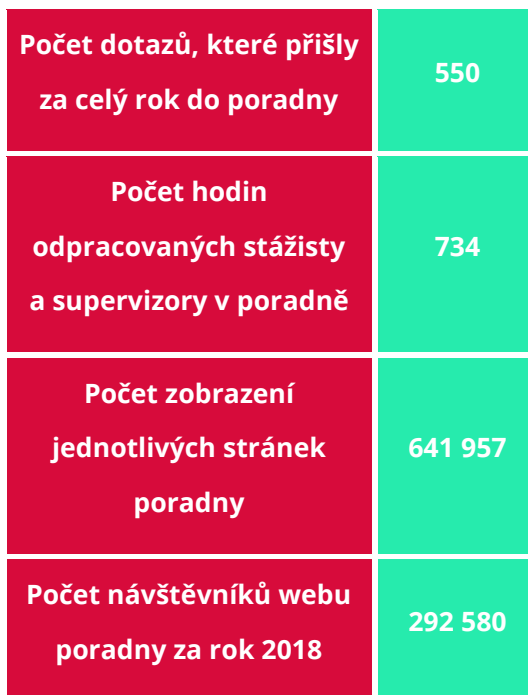 Počet dotazů, které přišly
za celý rok do poradny
550
Počet hodin
odpracovaných stážisty
a supervizory v poradně
734
Počet zobrazení
jednotlivých stránek
poradny
641 957
Počet návštěvníků webu
poradny za rok 2018
292 580